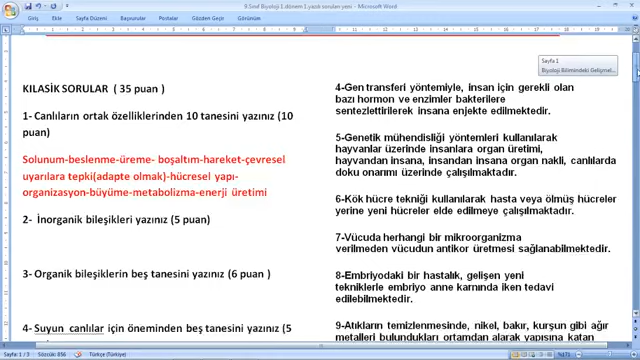 9.Sınıf Biyoloji 1.dönem 1.yazılı soruları yeni - Microsoft Word
Giriş Ekle Sayfa Düzeni Başvurular Postalar Gözden Geçir Görünüm
Sayfa 1
Biyoloji Bilimindeki Gelişmel...
KILASİK SORULAR ( 35 puan )
1- Canlıların ortak özelliklerinden 10 tanesini yazınız (10
puan)
Solunum-beslenme-üreme- boşaltım-hareket-çevresel
uyarılara tepki(adapte olmak)-hücresel yapı-
organizasyon-büyüme-metabolizma-enerji üretimi
2- İnorganik bileşikleri yazınız (5 puan)
3- Organik bileşiklerin beş tanesini yazınız (6 puan )
4- Suyun canlılar için öneminden beş tanesini yazınız (5
4-Gen transferi yöntemiyle, insan için gerekli olan
bazı hormon ve enzimler bakterilere
sentezlettirilerek insana enjekte edilmektedir.
5-Genetik mühendisliği yöntemleri kullanılarak
hayvanlar üzerinde insanlara organ üretimi,
hayvandan insana, insandan insana organ nakli, canlılarda
doku onarımı üzerinde çalışılmaktadır.
6-Kök hücre tekniği kullanılarak hasta veya ölmüş hücreler
yerine yeni hücreler elde edilmeye çalışılmaktadır.
7-Vücuda herhangi bir mikroorganizma
verilmeden vücudun antikor üretmesi sağlanabilmektedir.
8-Embriyodaki bir hastalık, gelişen yeni
tekniklerle embriyo anne karnında iken tedavi
edilebilmektedir.
9-Atıkların temizlenmesinde, nikel, bakır, kurşun gibi ağır
metalleri bulundukları ortamdan alarak yapısına katan
Sayfa: 1 / 3 Sözcük: 856 Türkçe (Türkiye) %171